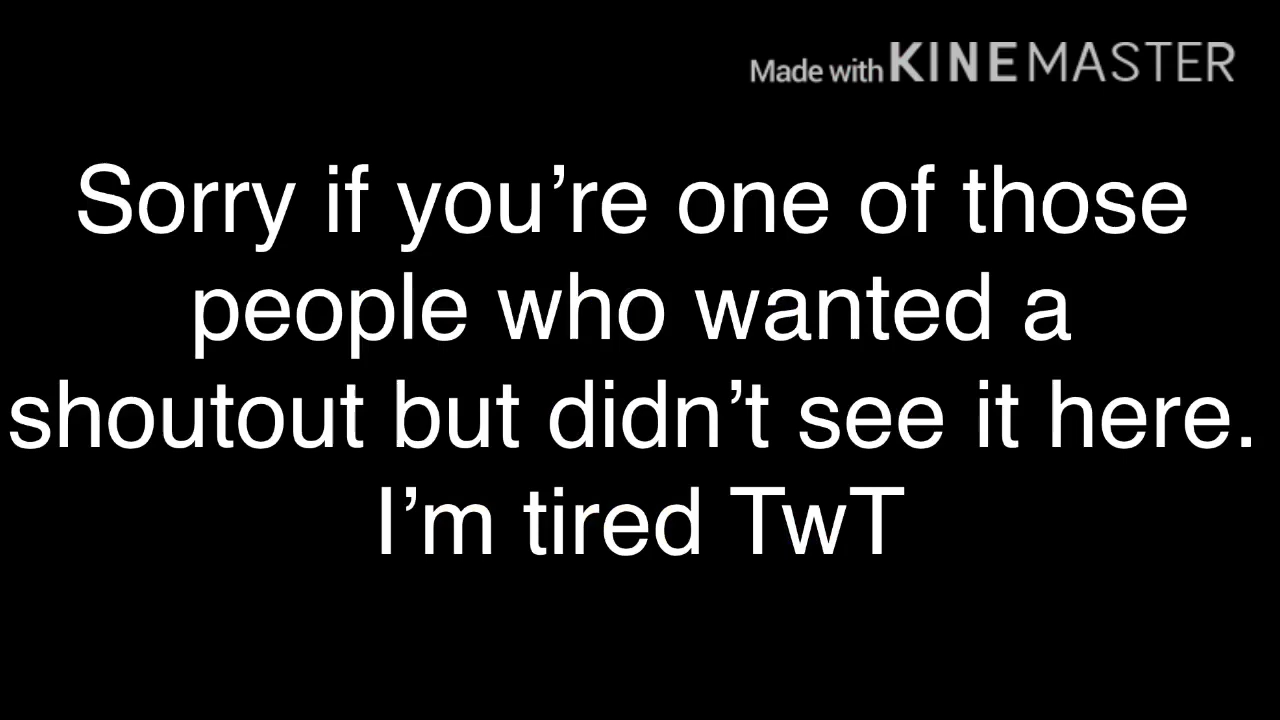 Made with KINEMASTER
Sorry if you’re one of those
people who wanted a
shoutout but didn’t see it here.
I’m tired TwT